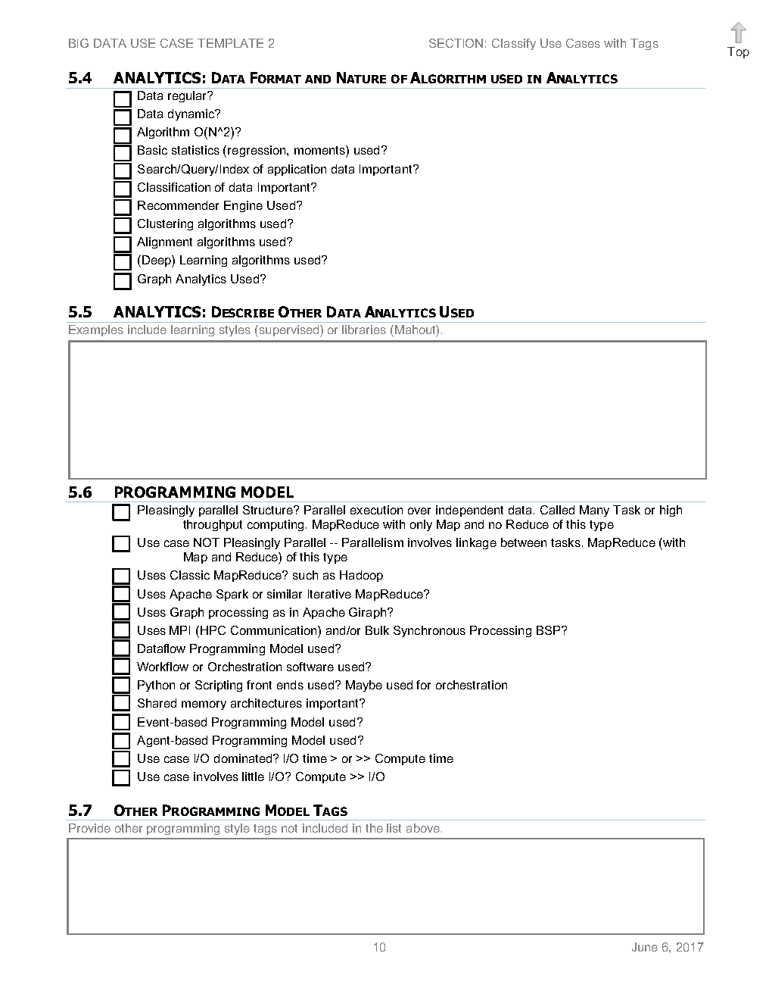 BIG DATA USE CASE TEMPLATE 2 SECTION: Classify Use Cases with Tags
Top
5.4 ANALYTICS: DATA FORMAT AND NATURE OF ALGORITHM USED IN ANALYTICS
Data regular?
Data dynamic?
Algorithm O(N^2)?
Basic statistics (regression, moments) used?
Search/Query/Index of application data Important?
Classification of data Important?
Recommender Engine Used?
Clustering algorithms used?
Alignment algorithms used?
(Deep) Learning algorithms used?
Graph Analytics Used?
5.5 ANALYTICS: DESCRIBE OTHER DATA ANALYTICS USED
Examples include learning styles (supervised) or libraries (Mahout).
5.6 PROGRAMMING MODEL
Pleasingly parallel Structure? Parallel execution over independent data. Called Many Task or high
throughput computing. MapReduce with only Map and no Reduce of this type
Use case NOT Pleasingly Parallel -- Parallelism involves linkage between tasks. MapReduce (with
Map and Reduce) of this type
Uses Classic MapReduce? such as Hadoop
Uses Apache Spark or similar Iterative MapReduce?
Uses Graph processing as in Apache Giraph?
Uses MPI (HPC Communication) and/or Bulk Synchronous Processing BSP?
Dataflow Programming Model used?
Workflow or Orchestration software used?
Python or Scripting front ends used? Maybe used for orchestration
Shared memory architectures important?
Event-based Programming Model used?
Agent-based Programming Model used?
Use case I/O dominated? I/O time > or >> Compute time
Use case involves little I/O? Compute >> I/O
5.7 OTHER PROGRAMMING MODEL TAGS
Provide other programming style tags not included in the list above.
10 June 6, 2017